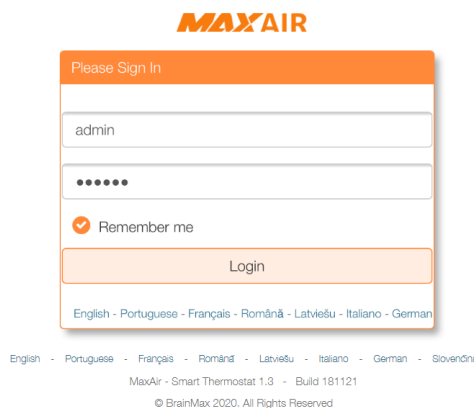 MAXAIR
Please Sign In
admin
••••••
Remember me
Login
English - Portuguese - Français - Română - Latviešu - Italiano - German
English - Portuguese - Français - Română - Latviešu - Italiano - German - Slovenčina
MaxAir - Smart Thermostat 1.3 - Build 181121
© BrainMax 2020. All Rights Reserved